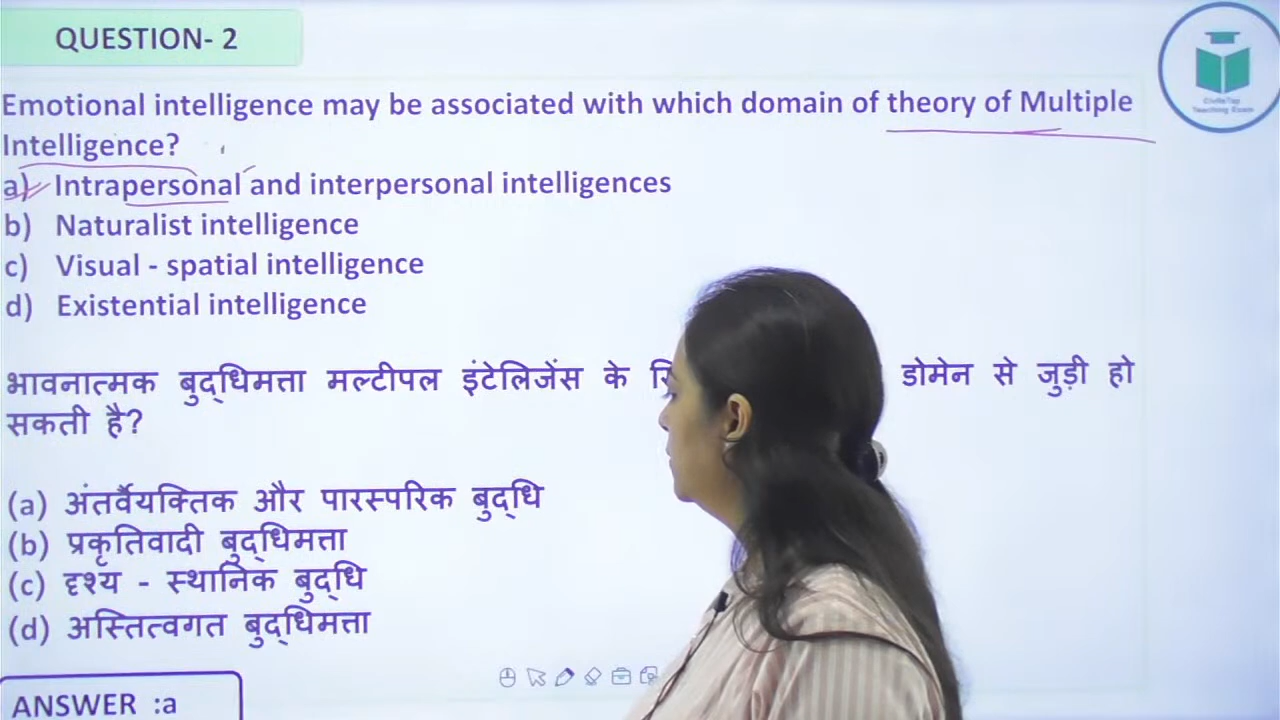 QUESTION- 2
Emotional intelligence may be associated with which domain of theory of Multiple
Intelligence?
a) Intrapersonal and interpersonal intelligences
b) Naturalist intelligence
c) Visual - spatial intelligence
d) Existential intelligence
भावनात्मक बुद्धिमत्ता मल्टीपल इंटेलिजेंस के डोमेन से जुड़ी हो
सकती है?
(a) अंतर्वैयक्तिक और पारस्परिक बुद्धि
(b) प्रकृतिवादी बुद्धिमत्ता
(c) दृश्य - स्थानिक बुद्धि
(d) अस्तित्वगत बुद्धिमत्ता
ANSWER :a
Teaching Exam